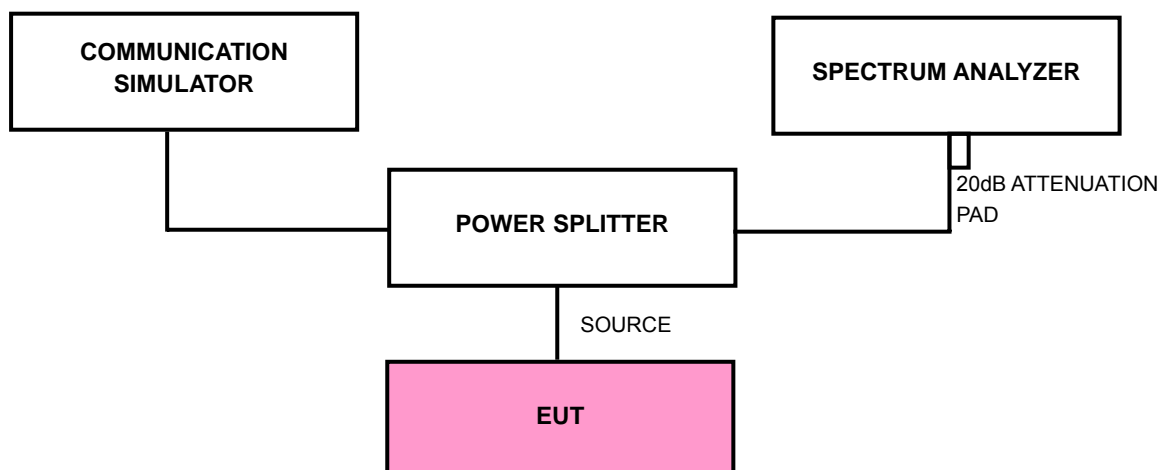 COMMUNICATION
SIMULATOR
SPECTRUM ANALYZER
20dB ATTENUATION
PAD
POWER SPLITTER
SOURCE
EUT